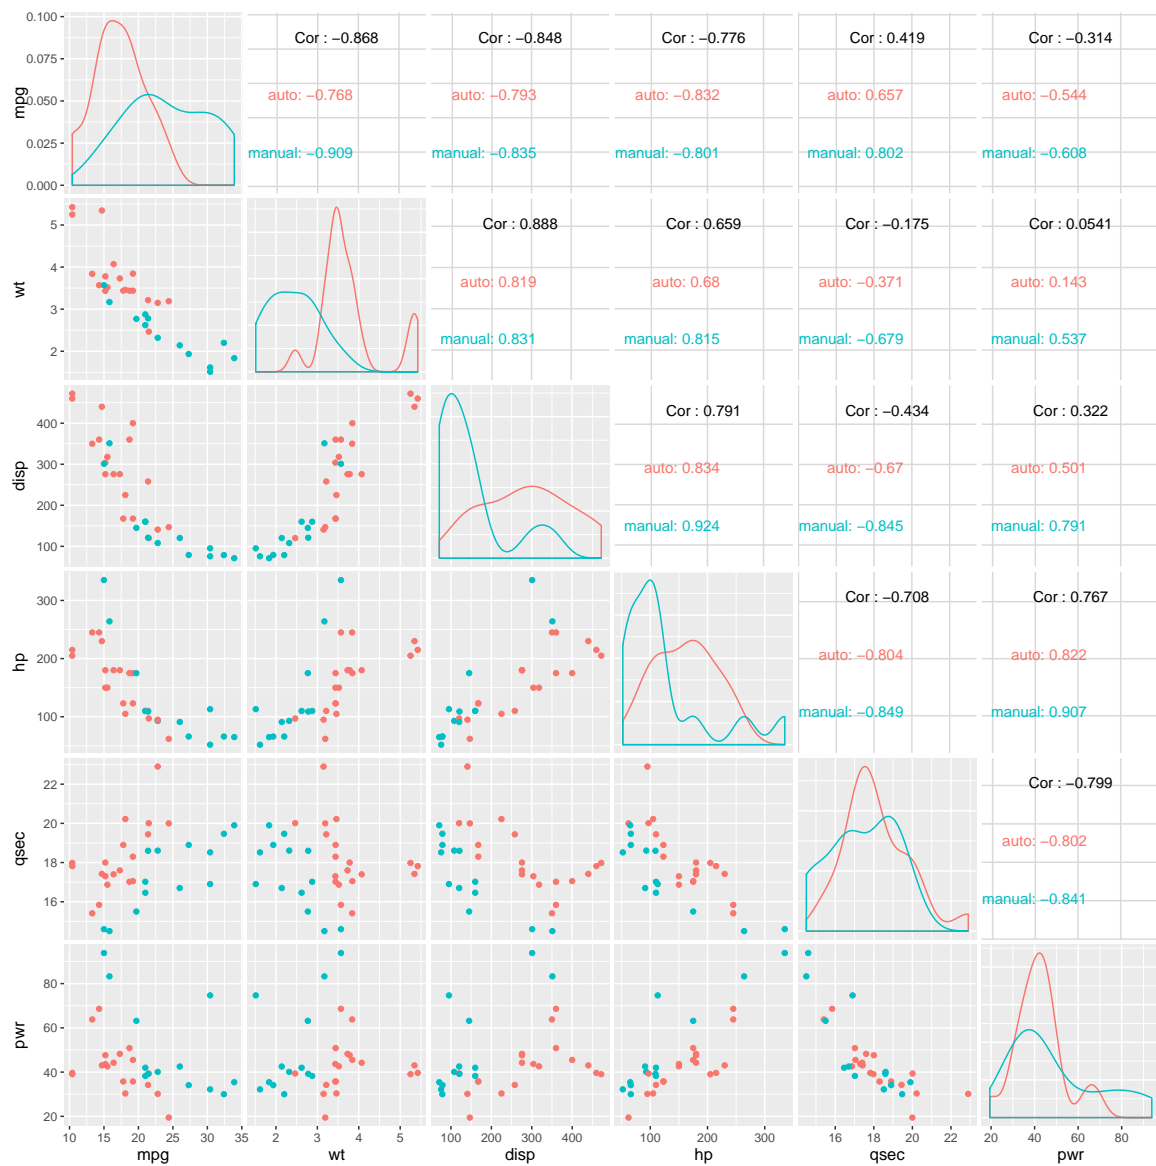 0.100
0.075
0.050
0.025
0.000
mpg
Cor : −0.868
auto: −0.768
manual: −0.909
Cor : −0.848
auto: −0.793
manual: −0.835
Cor : −0.776
auto: −0.832
manual: −0.801
Cor : 0.419
auto: 0.657
manual: 0.802
Cor : −0.314
auto: −0.544
manual: −0.608
5
4
3
2
wt
Cor : 0.888
auto: 0.819
manual: 0.831
Cor : 0.659
auto: 0.68
manual: 0.815
Cor : −0.175
auto: −0.371
manual: −0.679
Cor : 0.0541
auto: 0.143
manual: 0.537
400
300
200
100
disp
Cor : 0.791
auto: 0.834
manual: 0.924
Cor : −0.434
auto: −0.67
manual: −0.845
Cor : 0.322
auto: 0.501
manual: 0.791
300
200
100
hp
Cor : −0.708
auto: −0.804
manual: −0.849
Cor : 0.767
auto: 0.822
manual: 0.907
22
20
18
16
qsec
Cor : −0.799
auto: −0.802
manual: −0.841
80
60
40
20
pwr
10 15 20 25 30 35
2 3 4 5
100 200 300 400
100 200 300
16 18 20 22
20 40 60 80
mpg
wt
disp
hp
qsec
pwr